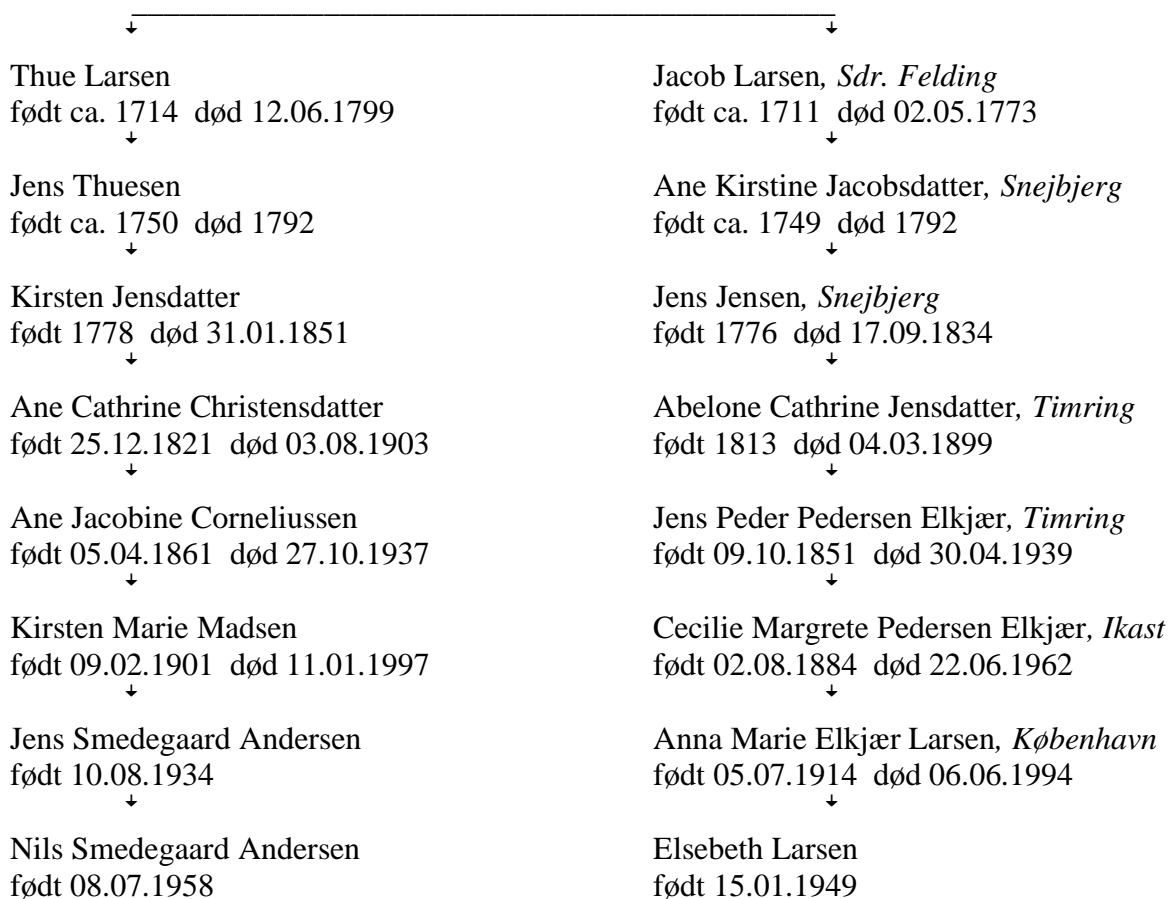 Thue Larsen
født ca. 1714  død 12.06.1799
Jens Thuesen
født ca. 1750  død 1792
Kirsten Jensdatter
født 1778  død 31.01.1851
Ane Cathrine Christensdatter
født 25.12.1821  død 03.08.1903
Ane Jacobine Corneliussen
født 05.04.1861  død 27.10.1937
Kirsten Marie Madsen
født 09.02.1901  død 11.01.1997
Jens Smedegaard Andersen
født 10.08.1934
Nils Smedegaard Andersen
født 08.07.1958
Jacob Larsen, Sdr. Felding
født ca. 1711  død 02.05.1773
Ane Kirstine Jacobsdatter, Snejbjerg
født ca. 1749  død 1792
Jens Jensen, Snejbjerg
født 1776  død 17.09.1834
Abelone Cathrine Jensdatter, Timring
født 1813  død 04.03.1899
Jens Peder Pedersen Elkjær, Timring
født 09.10.1851  død 30.04.1939
Cecilie Margrete Pedersen Elkjær, Ikast
født 02.08.1884  død 22.06.1962
Anna Marie Elkjær Larsen, København
født 05.07.1914  død 06.06.1994
Elsebeth Larsen
født 15.01.1949